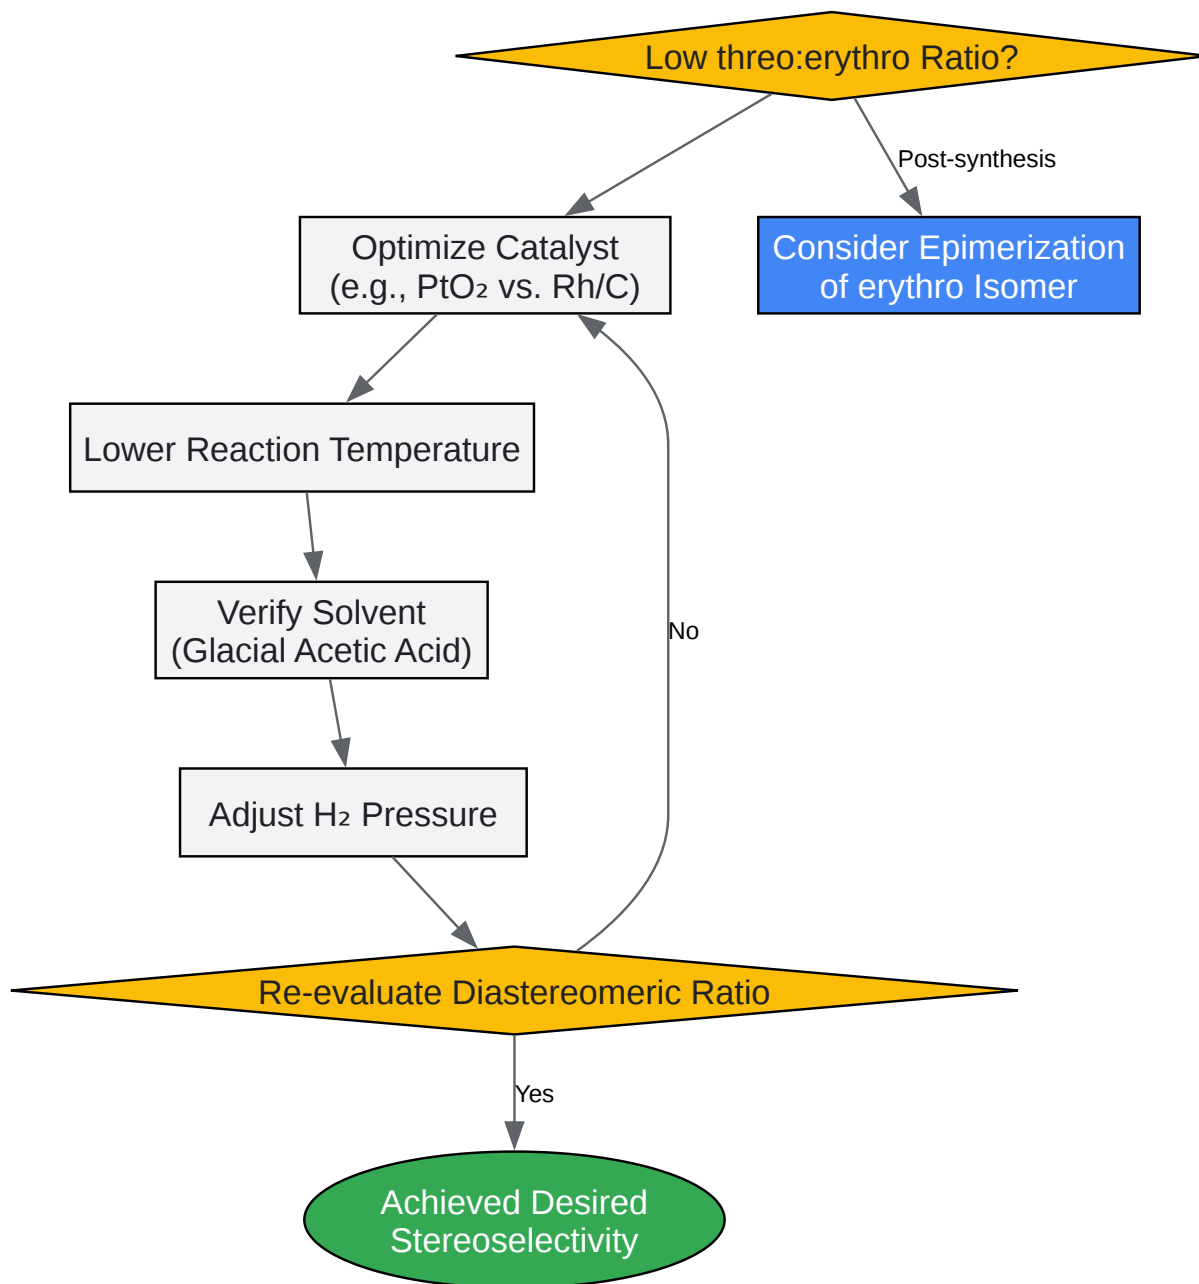 Low threo:erythro Ratio?
Post-synthesis
Optimize Catalyst
(e.g., PtO₂ vs. Rh/C)
Consider Epimerization
of erythro Isomer
Lower Reaction Temperature
Verify Solvent
(Glacial Acetic Acid)
No
Adjust H₂ Pressure
Re-evaluate Diastereomeric Ratio
Yes
Achieved Desired
Stereoselectivity